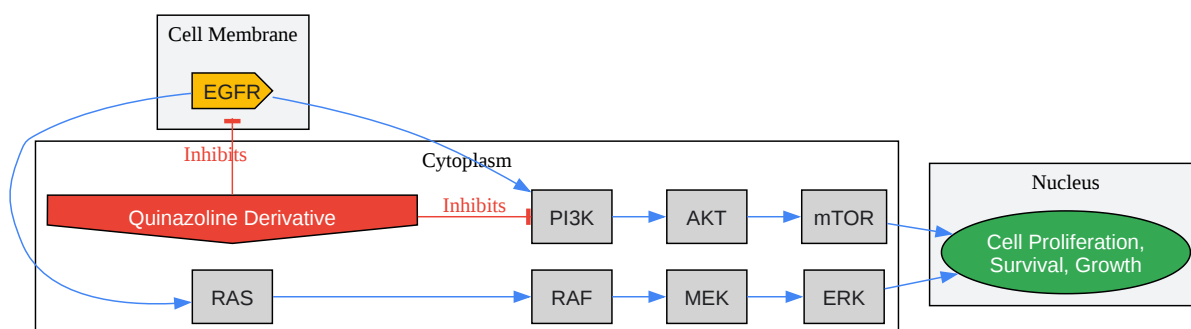 Cell Membrane
EGFR
Inhibits
Cytoplasm
Quinazoline Derivative
Inhibits
PI3K
AKT
mTOR
Nucleus
Cell Proliferation,
Survival, Growth
RAS
RAF
MEK
ERK